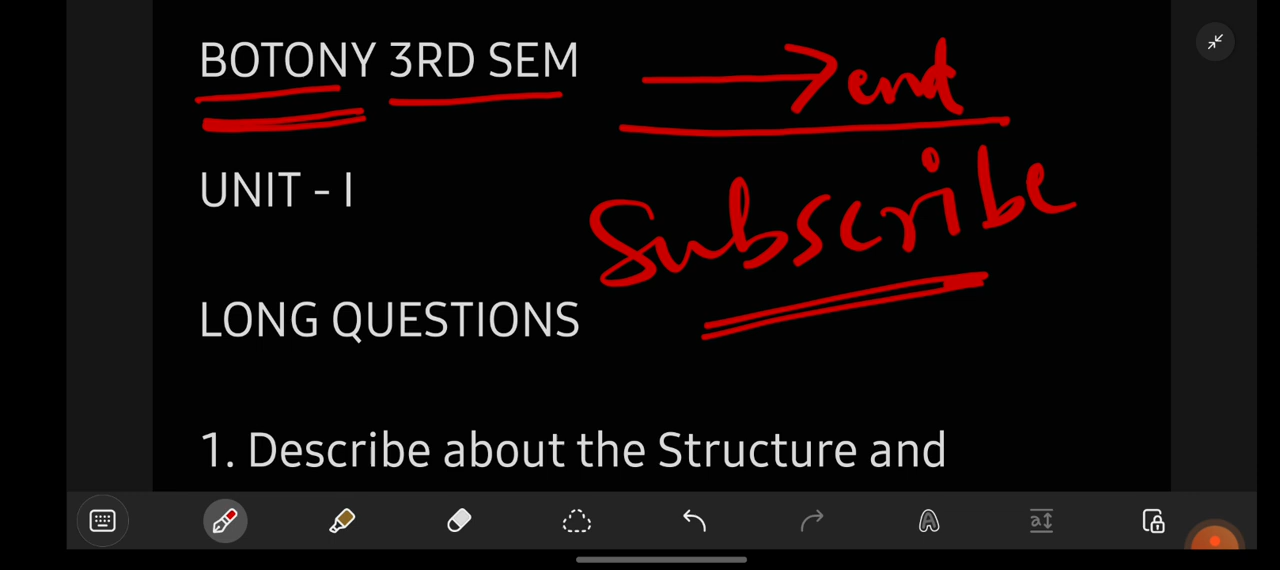 BOTONY 3RD SEM → end
Subscribe
UNIT - I
LONG QUESTIONS
1. Describe about the Structure and